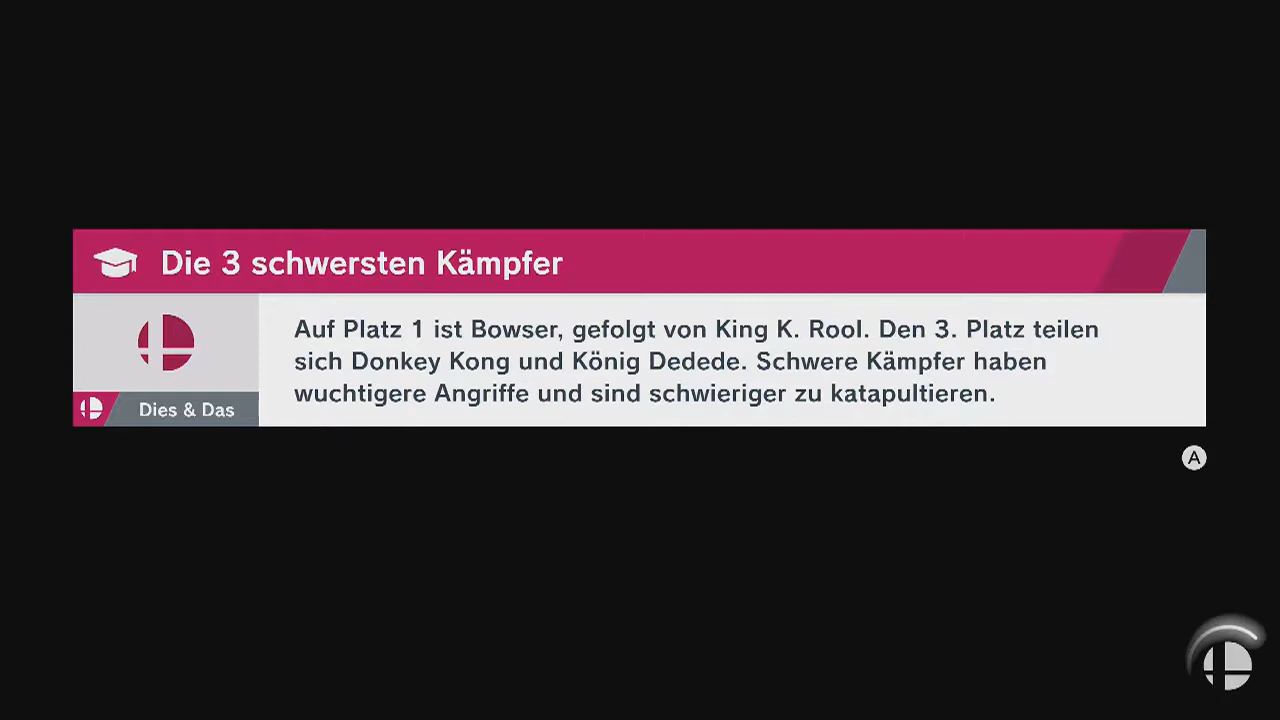 Die 3 schwersten Kämpfer
Auf Platz 1 ist Bowser, gefolgt von King K. Rool. Den 3. Platz teilen
sich Donkey Kong und König Dedede. Schwere Kämpfer haben
wuchtigere Angriffe und sind schwieriger zu katapultieren.
Dies & Das
A